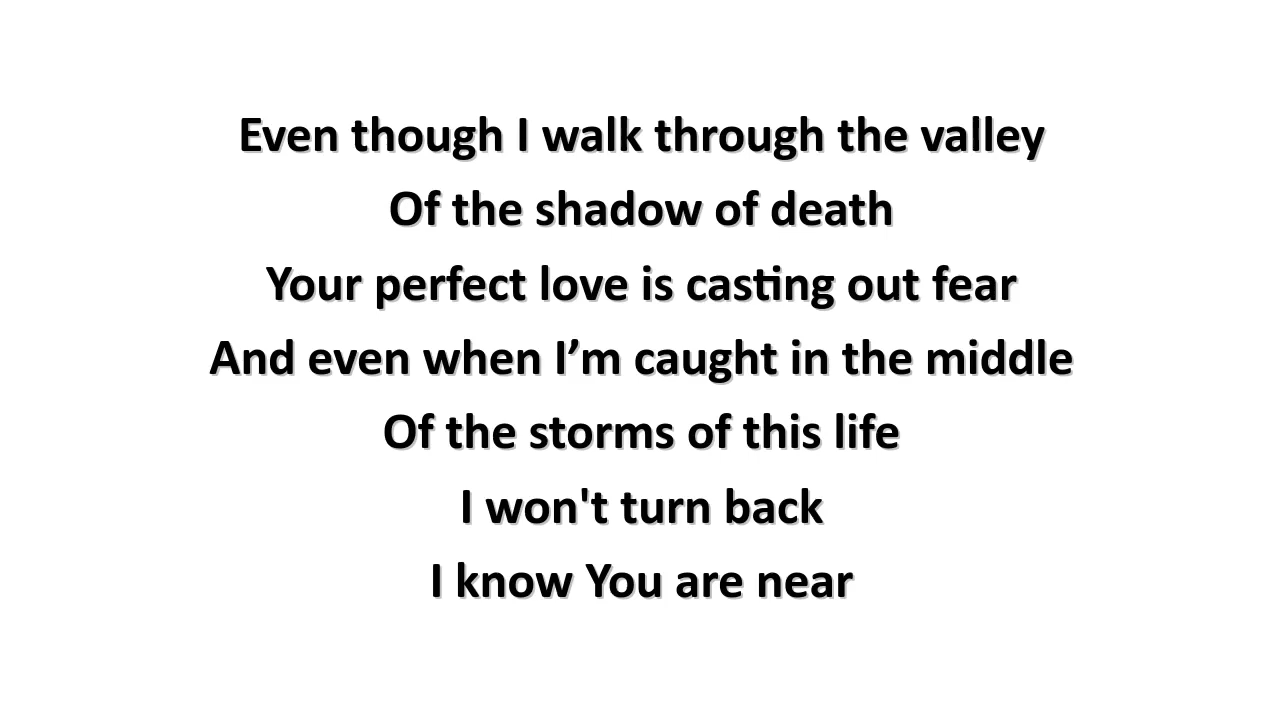 Even though I walk through the valley
Of the shadow of death
Your perfect love is casting out fear
And even when I’m caught in the middle
Of the storms of this life
I won't turn back
I know You are near